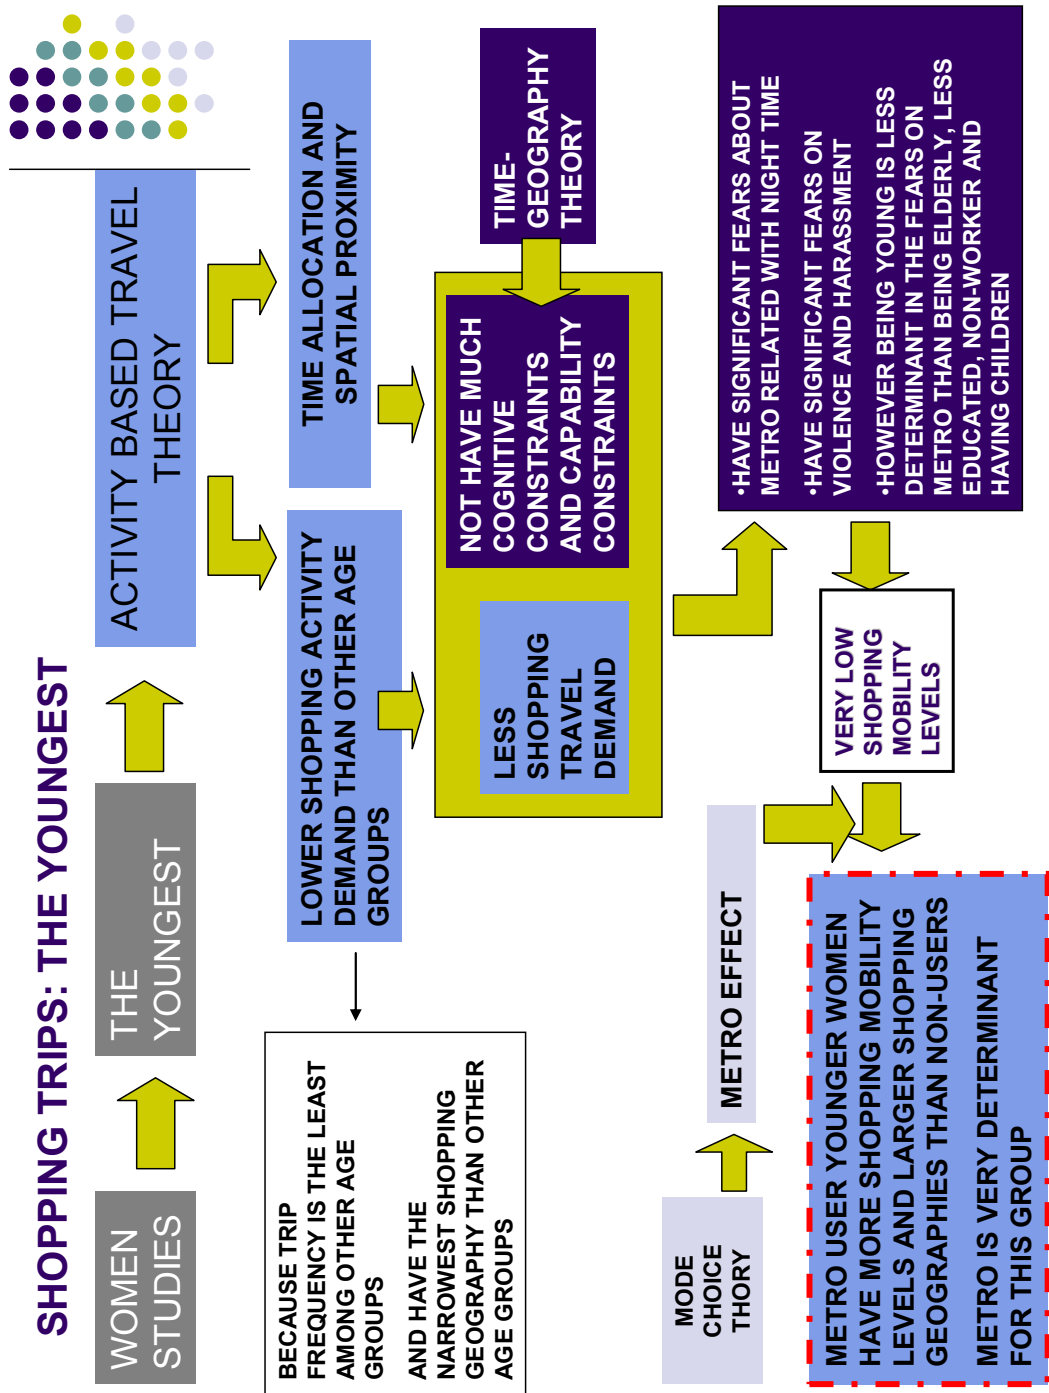 SHOPPING TRIPS: THE YOUNGEST
WOMEN
STUDIES
THE
YOUNGEST
ACTIVITY BASED TRAVEL
THEORY
LOWER SHOPPING ACTIVITY
DEMAND THAN OTHER AGE
GROUPS
TIME ALLOCATION AND
SPATIAL PROXIMITY
BECAUSE TRIP
FREQUENCY IS THE LEAST
AMONG OTHER AGE
GROUPS
AND HAVE THE
NARROWEST SHOPPING
GEOGRAPHY THAN OTHER
AGE GROUPS
LESS
SHOPPING
TRAVEL
DEMAND
NOT HAVE MUCH
COGNITIVE
CONSTRAINTS
AND CAPABILITY
CONSTRAINTS
TIME-
GEOGRAPHY
THEORY
MODE
CHOICE
THORY
METRO EFFECT
•HAVE SIGNIFICANT FEARS ABOUT
METRO RELATED WITH NIGHT TIME
•HAVE SIGNIFICANT FEARS ON
VIOLENCE AND HARASSMENT
•HOWEVER BEING YOUNG IS LESS
DETERMINANT IN THE FEARS ON
METRO THAN BEING ELDERLY, LESS
EDUCATED, NON-WORKER AND
HAVING CHILDREN
VERY LOW
SHOPPING
MOBILITY
LEVELS
METRO USER YOUNGER WOMEN
HAVE MORE SHOPPING MOBILITY
LEVELS AND LARGER SHOPPING
GEOGRAPHIES THAN NON-USERS
METRO IS VERY DETERMINANT
FOR THIS GROUP